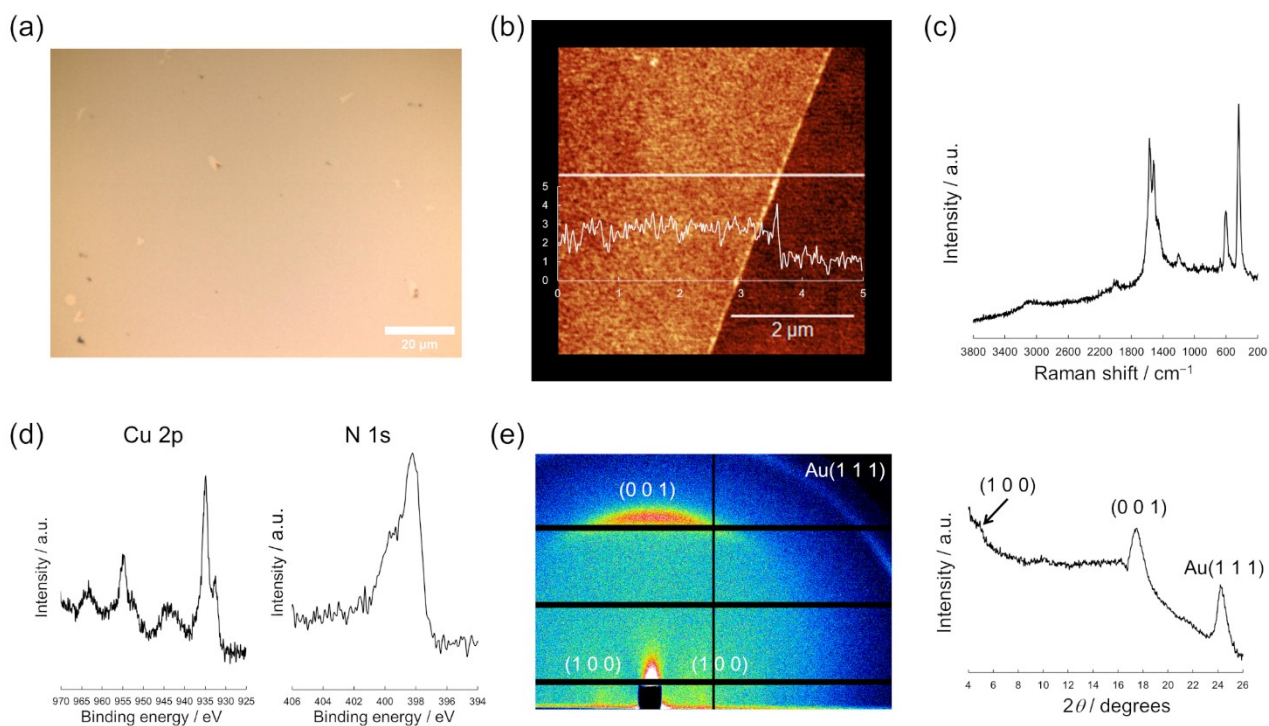 (a)
20 µm
(b)
5
4
3
2
1
0
0 1 2 3 4 5
2 µm
(c)
Intensity / a.u.
3800 3400 3000 2600 2200 1800 1400 1000 600 200
Raman shift / cm⁻¹
(d)
Cu 2p
Intensity / a.u.
970 965 960 955 950 945 940 935 930 925
Binding energy / eV
N 1s
Intensity / a.u.
406 404 402 400 398 396 394
Binding energy / eV
(e)
Au(1 1 1)
(0 0 1)
(1 0 0) (1 0 0)
Intensity / a.u.
(1 0 0)
(0 0 1)
Au(1 1 1)
4 6 8 10 12 14 16 18 20 22 24 26
2θ / degrees